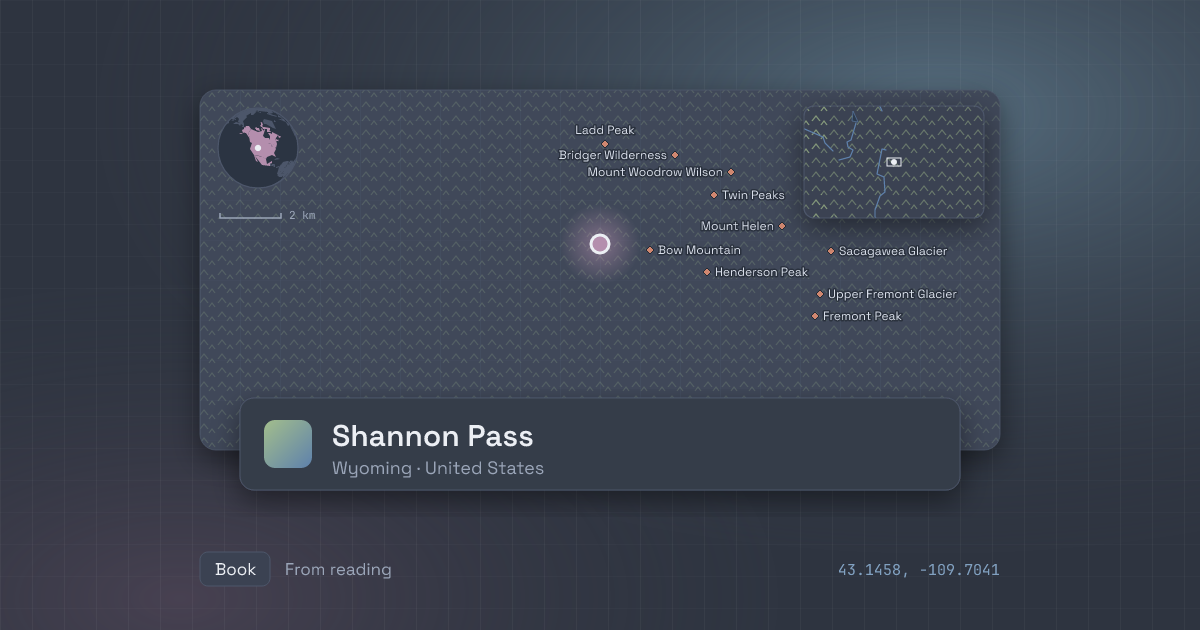 Ladd Peak
Bridger Wilderness
Mount Woodrow Wilson
Twin Peaks
2 km
Mount Helen
Bow Mountain
Sacagawea Glacier
Henderson Peak
Upper Fremont Glacier
Fremont Peak
Shannon Pass
Wyoming · United States
Book
From reading
43.1458, -109.7041